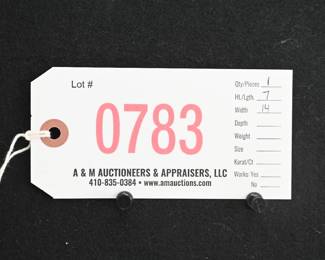 Lot #
0783
A & M AUCTIONEERS & APPRAISERS, LLC
410-835-0384 • www.amauctions.com
Qty/Pieces 1
Ht./Lgth. 7
Width 14
Depth
Weight
Size
Karat/Ct
Works: Yes
No